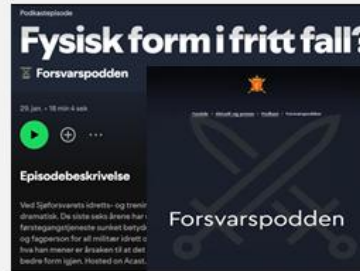 Podkastepisode
Fysisk form i fritt fall?
Forsvarspodden
29. jan. • 18 min 4 sek
Episodebeskrivelse
Ved Sjøforsvarets idretts- og trenin
dramatisk. De siste seks årene har
førstegangstjeneste sunket betyd
og fagperson for all militær idrett o
hva han mener er årsaken til at det
bedre form igjen. Hosted on Acast.
Forsvarspodden